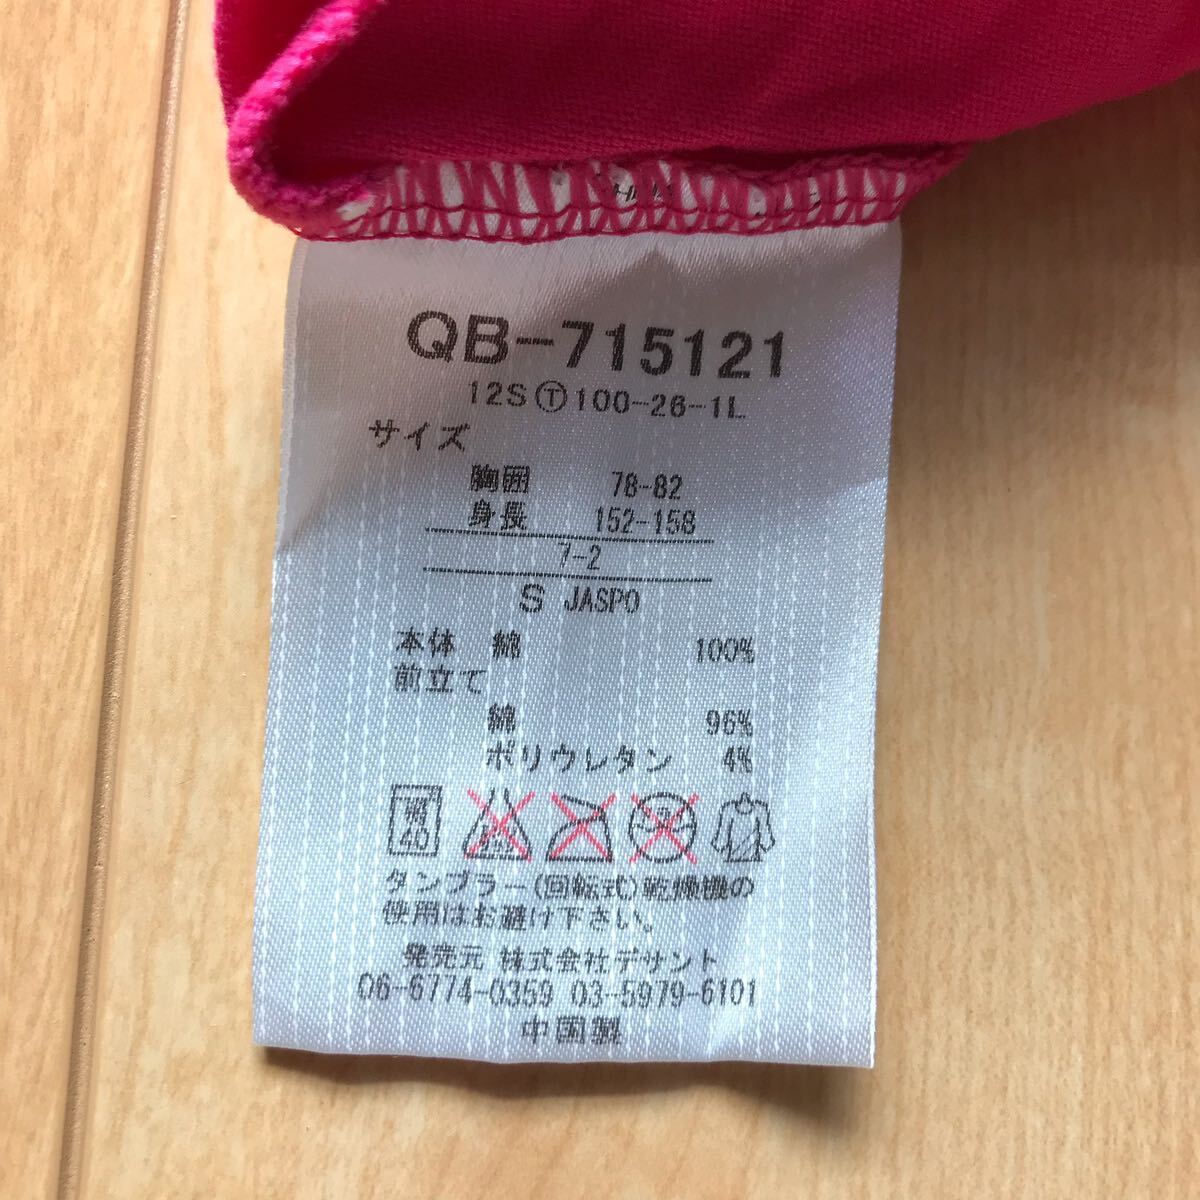 QB-715121
12SⓉ100-26-1L
サイズ
胸囲 78-82
身長 152-158
7-2
S JASPO
本体 綿 100%
前立て
綿 96%
ポリウレタン 4%
40
タンブラー(回転式)乾燥機の
使用はお避け下さい。
発売元 株式会社デサント
06-6774-0359 03-5979-6101
中国製